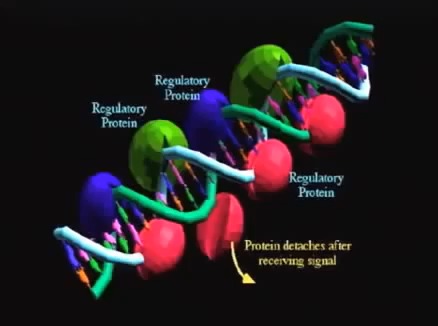 Regulatory
Protein
Regulatory
Protein
Regulatory
Protein
Protein detaches after
receiving signal